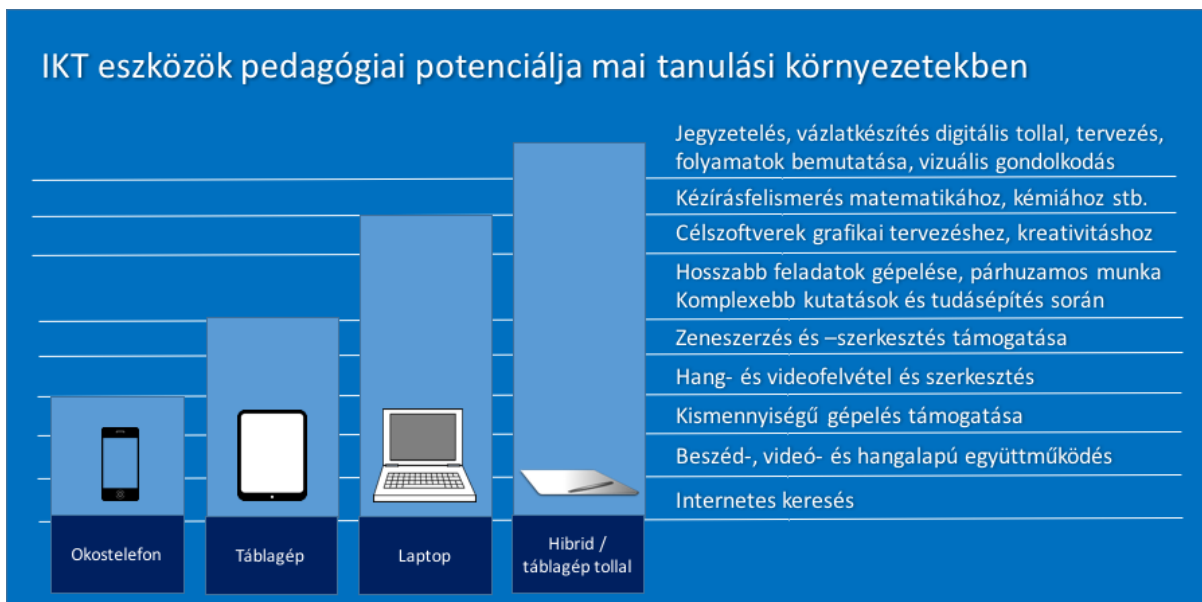 IKT eszközök pedagógiai potenciálja mai tanulási környezetekben
Jegyzetelés, vázlatkészítés digitális tollal, tervezés,
folyamatok bemutatása, vizuális gondolkodás
Kézírásfelismerés matematikához, kémiához stb.
Célszoftverek grafikai tervezéshez, kreativitáshoz
Hosszabb feladatok gépelése, párhuzamos munka
Komplexebb kutatások és tudásépítés során
Zeneszerzés és –szerkesztés támogatása
Hang- és videofelvétel és szerkesztés
Kismennyiségű gépelés támogatása
Beszéd-, videó- és hangalapú együttműködés
Internetes keresés
Okostelefon
Táblagép
Laptop
Hibrid /
táblagép tollal